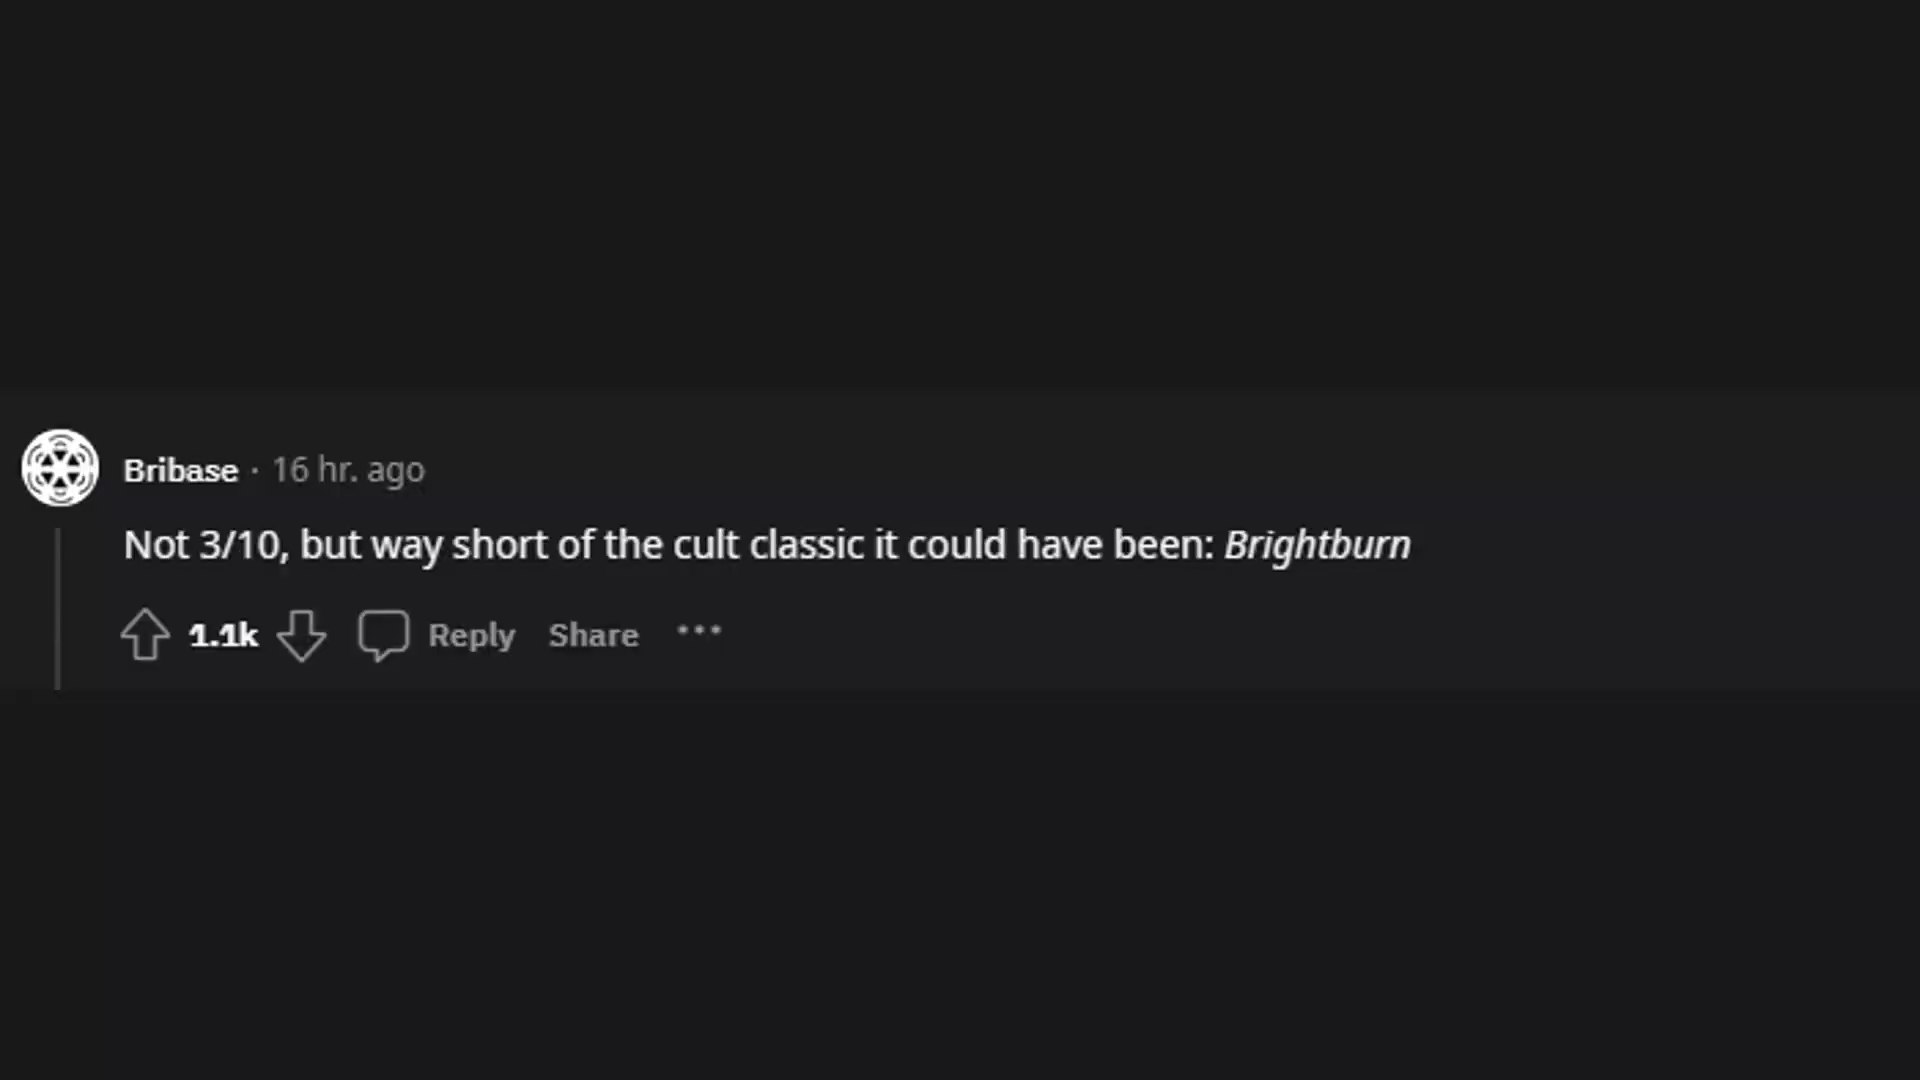 Bribase · 16 hr. ago
Not 3/10, but way short of the cult classic it could have been: Brightburn
1.1k Reply Share ···